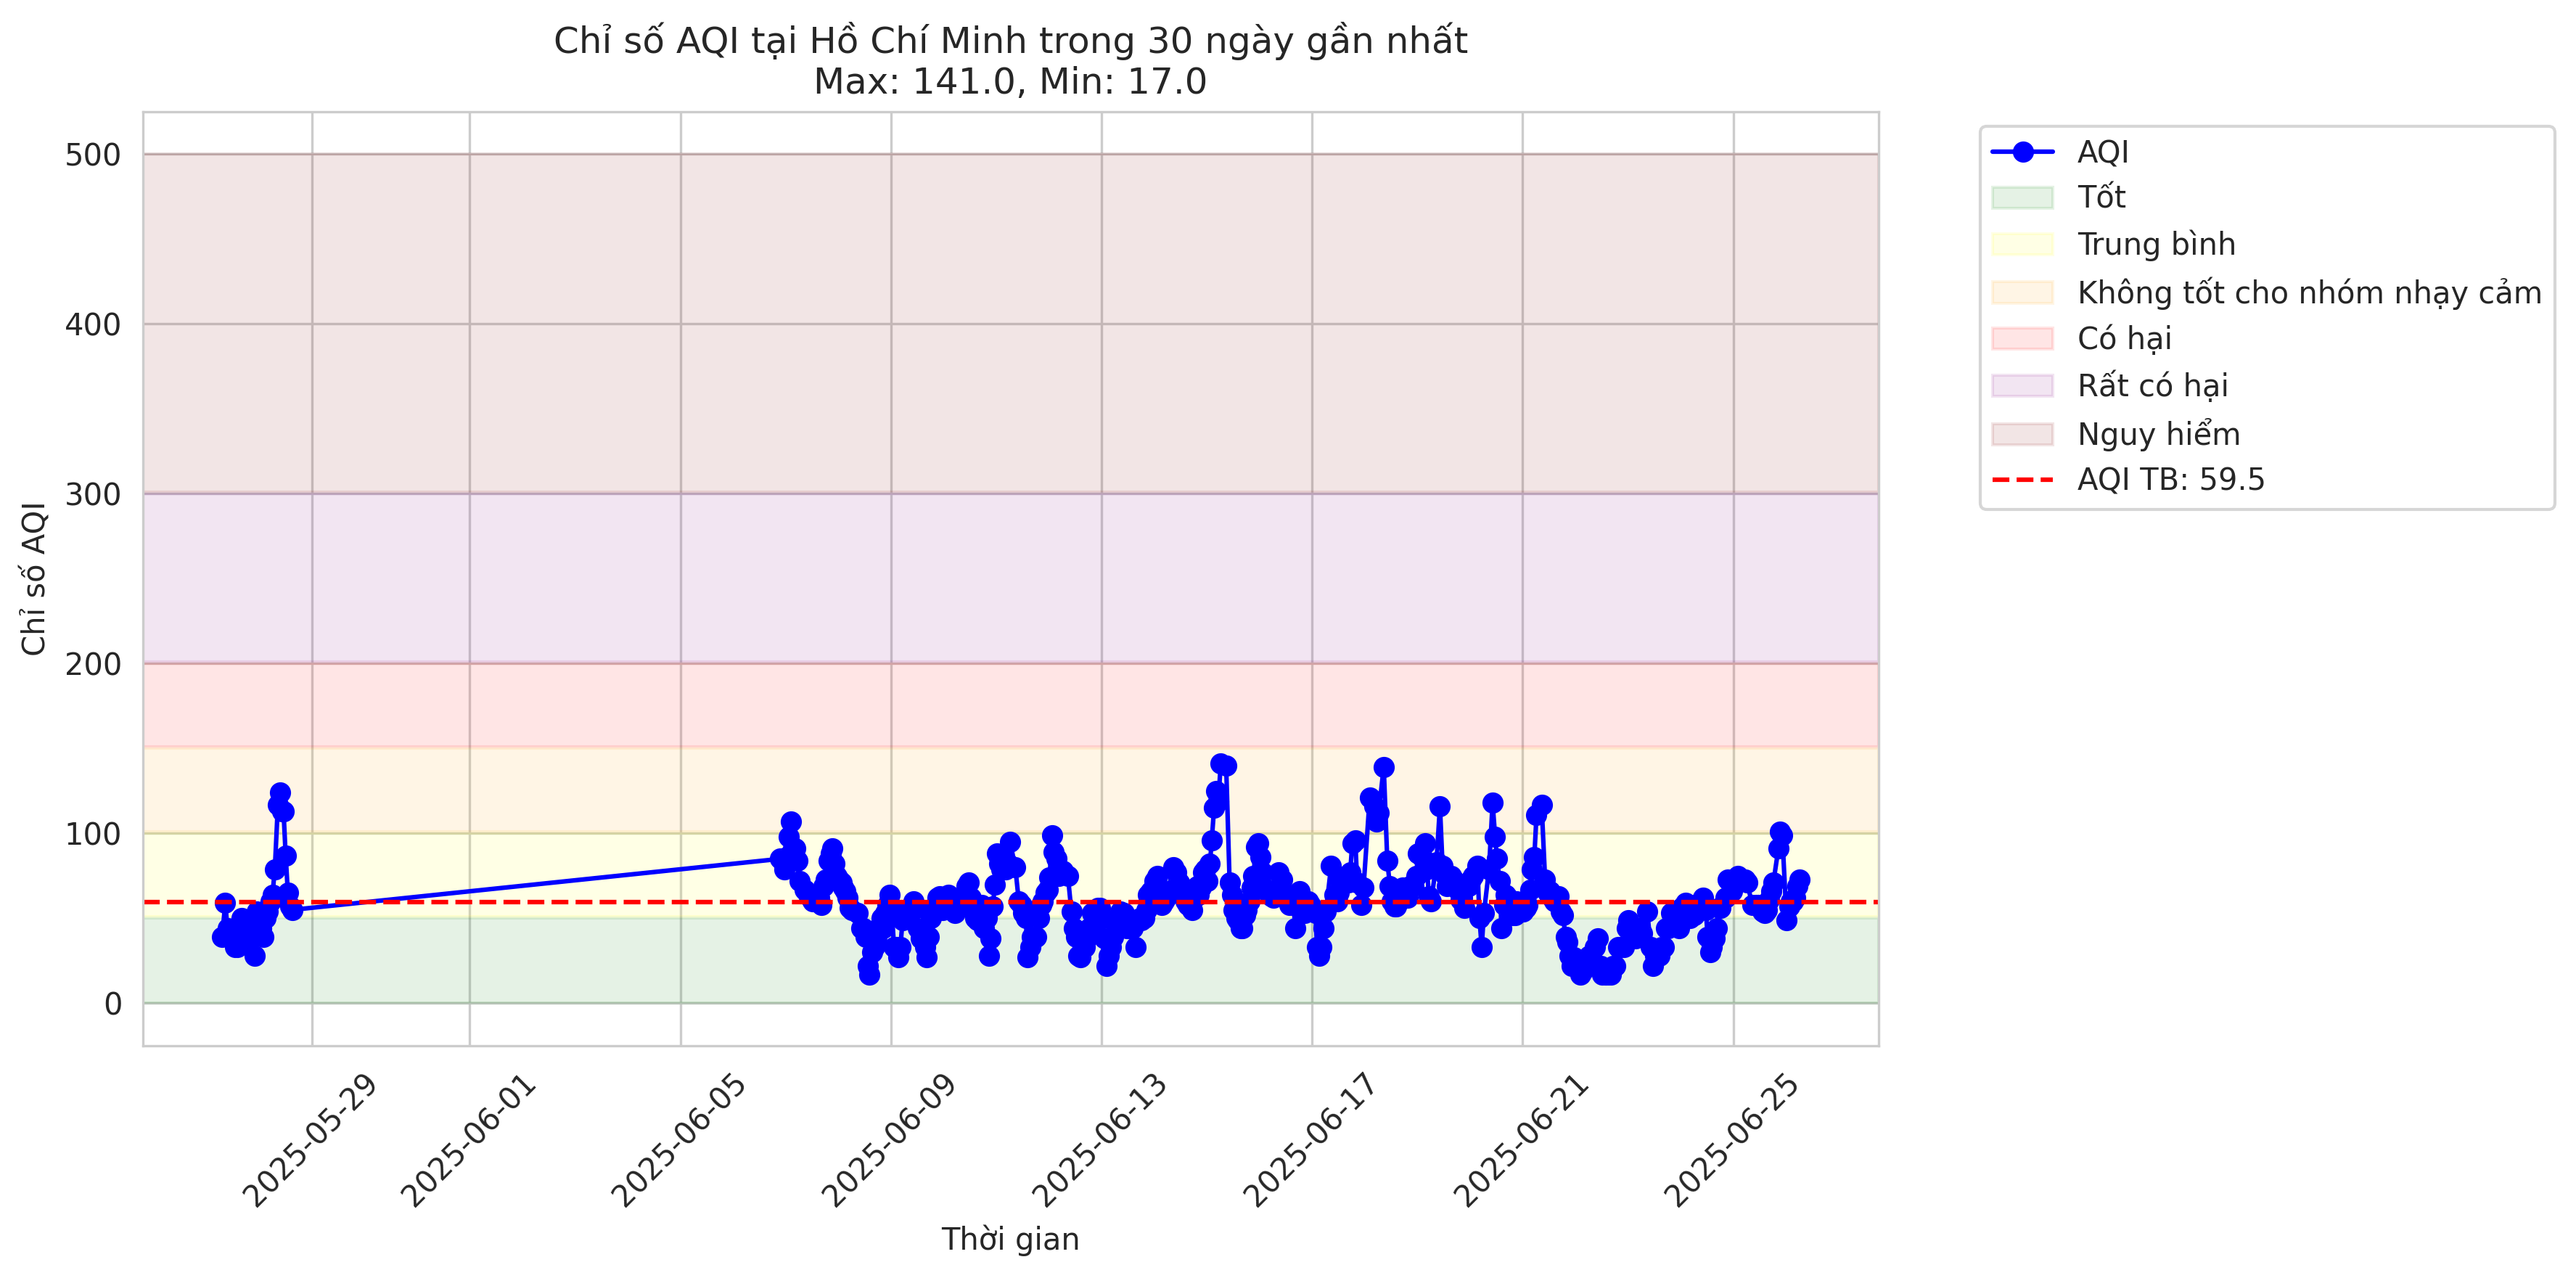 Chỉ số AQI tại Hồ Chí Minh trong 30 ngày gần nhất
Max: 141.0, Min: 17.0
Chỉ số AQI
500
400
300
200
100
0
2025-05-29
2025-06-01
2025-06-05
2025-06-09
2025-06-13
2025-06-17
2025-06-21
2025-06-25
Thời gian
AQI
Tốt
Trung bình
Không tốt cho nhóm nhạy cảm
Có hại
Rất có hại
Nguy hiểm
AQI TB: 59.5